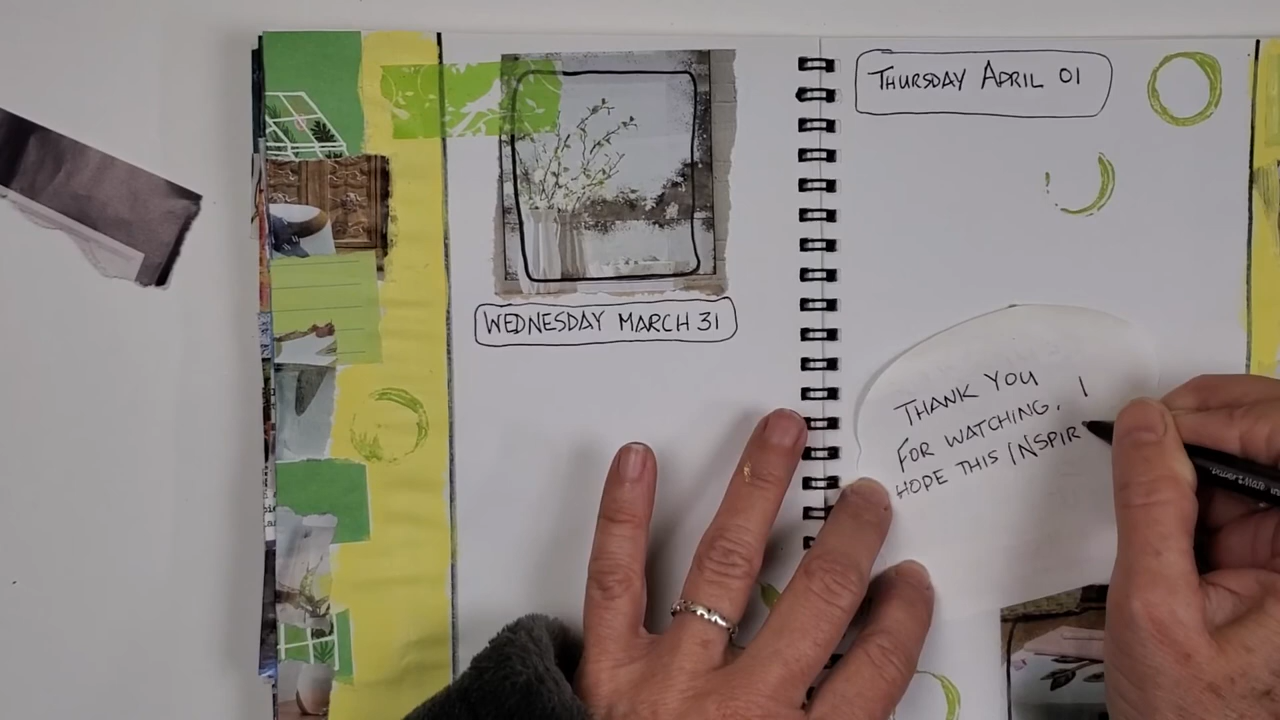 WEDNESDAY MARCH 31
THURSDAY APRIL 01
THANK YOU
FOR WATCHING. I
HOPE THIS INSPIR